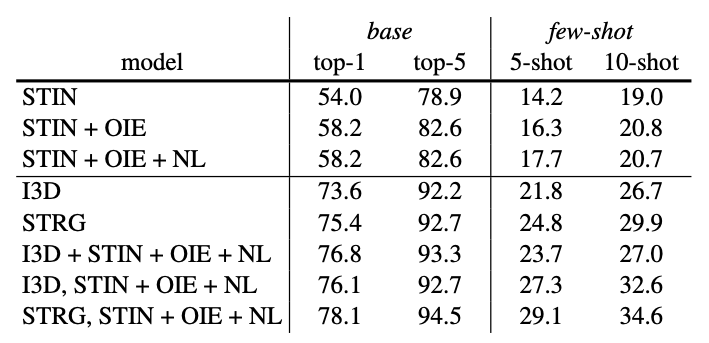 base few-shot
model top-1 top-5 5-shot 10-shot
STIN 54.0 78.9 14.2 19.0
STIN + OIE 58.2 82.6 16.3 20.8
STIN + OIE + NL 58.2 82.6 17.7 20.7
I3D 73.6 92.2 21.8 26.7
STRG 75.4 92.7 24.8 29.9
I3D + STIN + OIE + NL 76.8 93.3 23.7 27.0
I3D, STIN + OIE + NL 76.1 92.7 27.3 32.6
STRG, STIN + OIE + NL 78.1 94.5 29.1 34.6